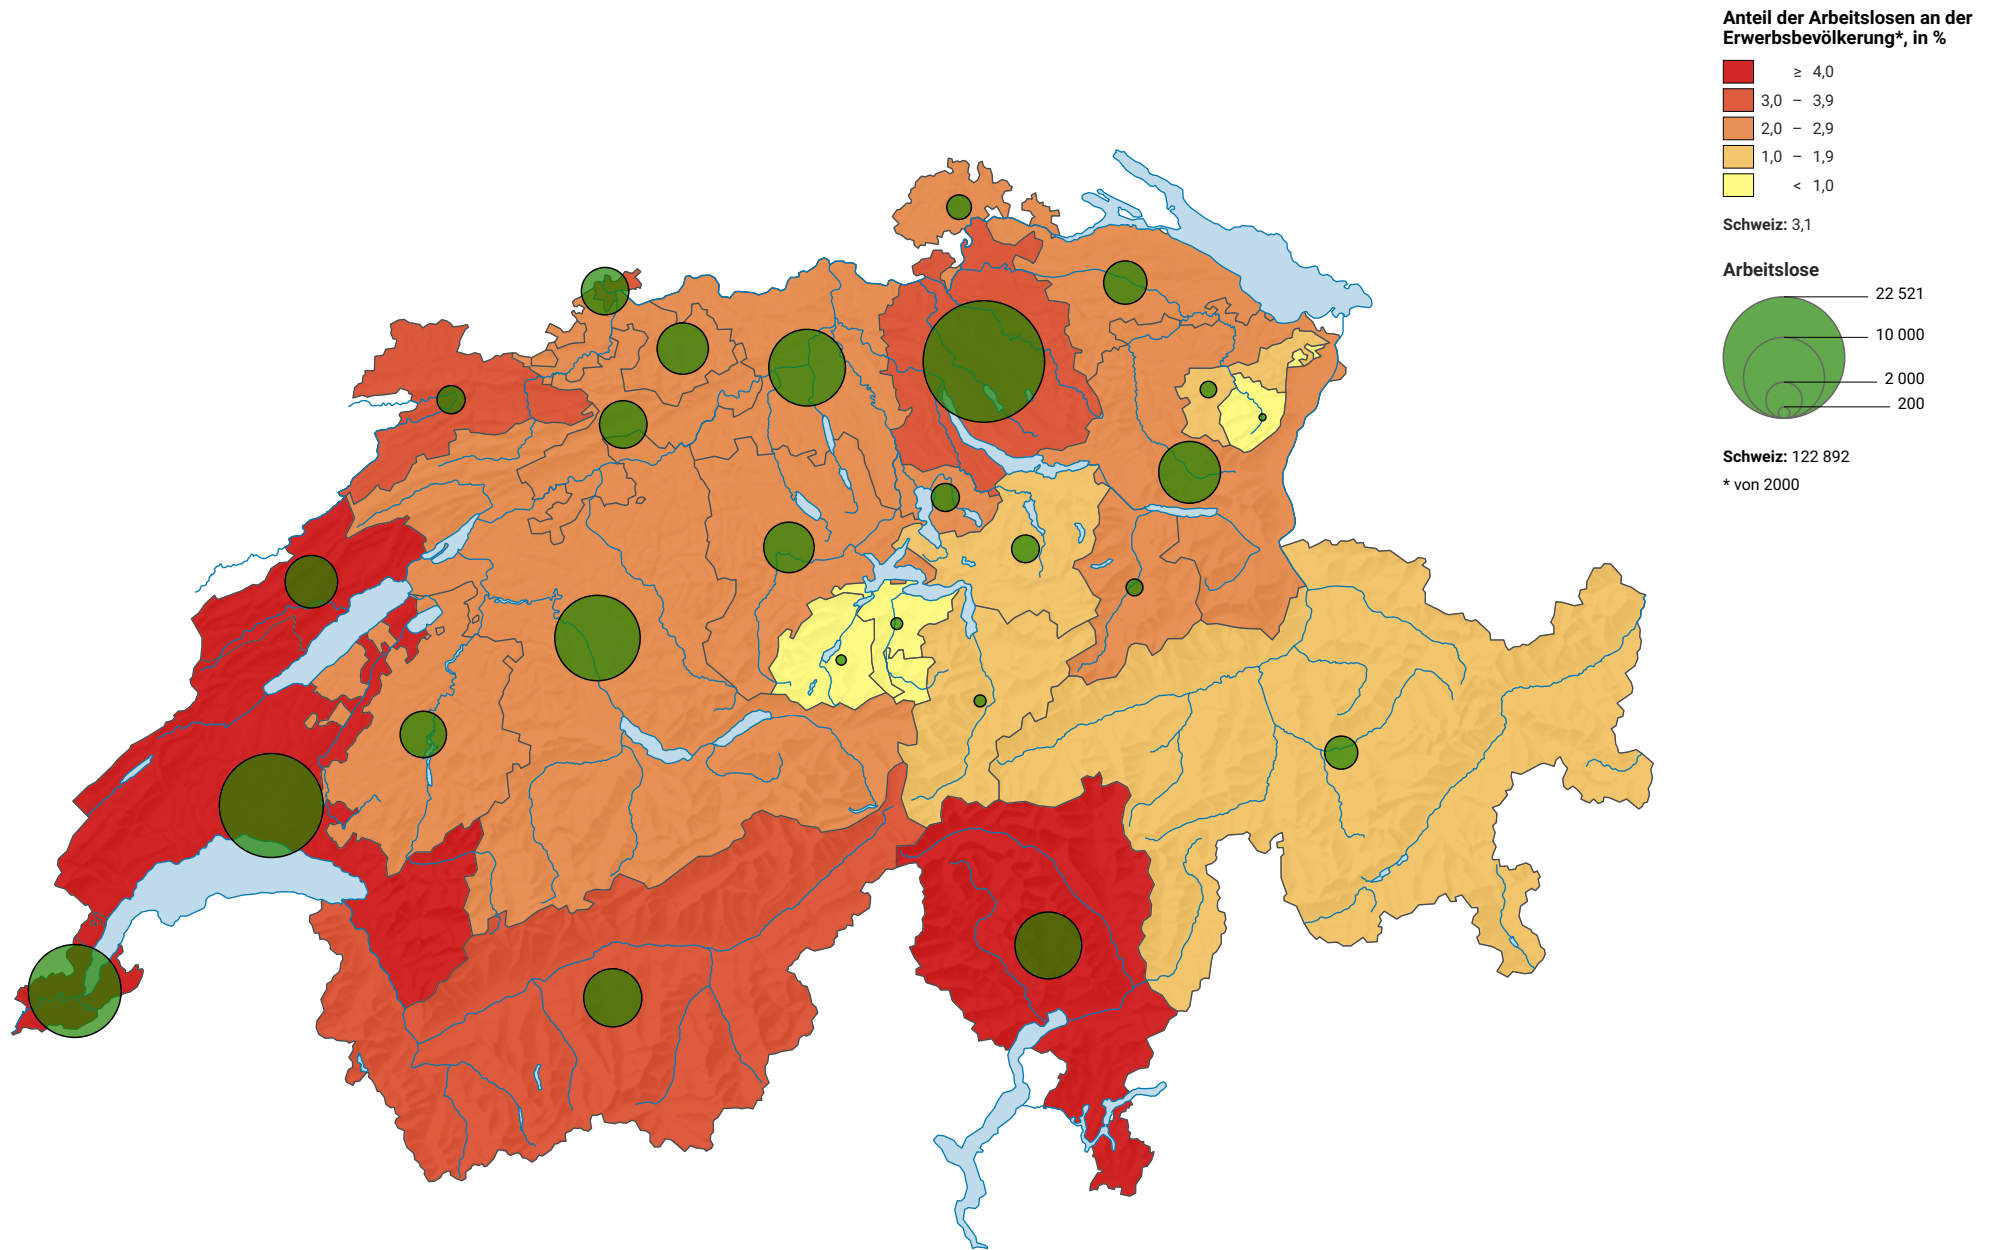 Anteil der Arbeitslosen an der
Erwerbsbevölkerung*, in %
≥ 4,0
3,0 – 3,9
2,0 – 2,9
1,0 – 1,9
< 1,0
Schweiz: 3,1
Arbeitslose
22 521
10 000
2 000
200
Schweiz: 122 892
* von 2000